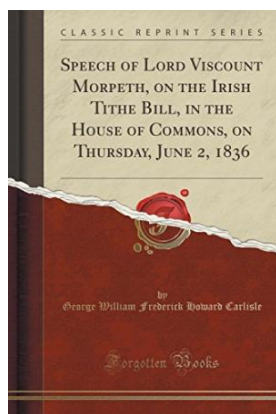 CLASSIC REPRINT SERIES
SPEECH OF LORD VISCOUNT
MORPETH, ON THE IRISH
TITHE BILL, IN THE
HOUSE OF COMMONS, ON
THURSDAY, JUNE 2, 1836
by
George William Frederick Howard Carlisle
Forgotten Books